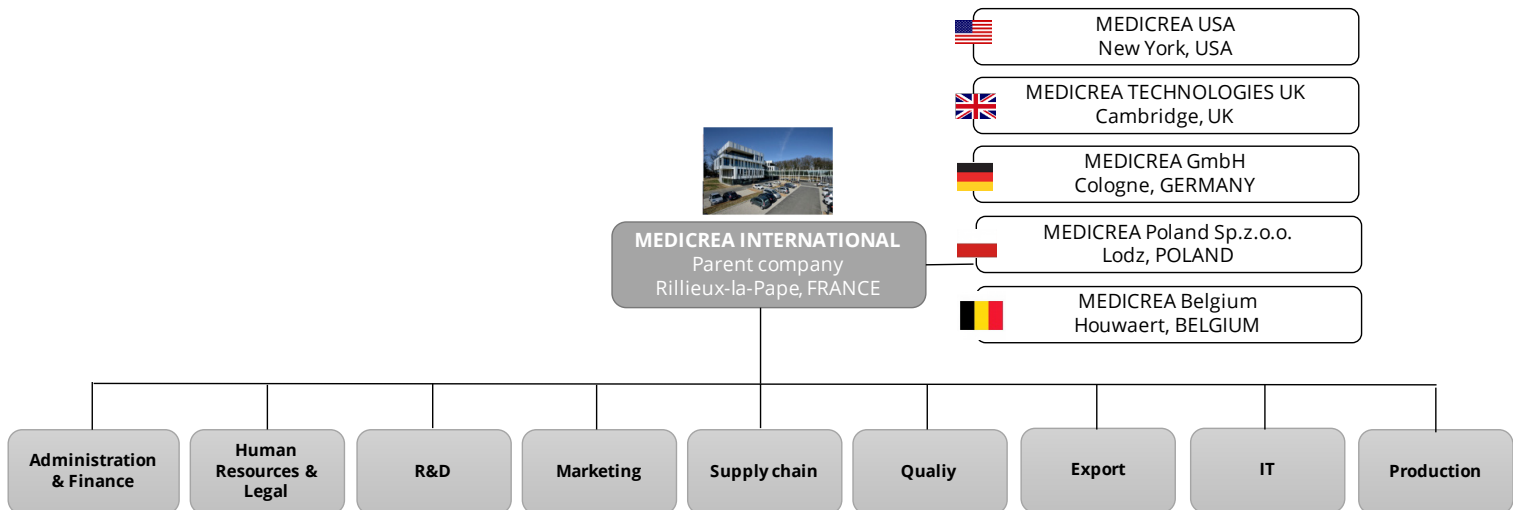 MEDICREA USA
New York, USA
MEDICREA TECHNOLOGIES UK
Cambridge, UK
MEDICREA GmbH
Cologne, GERMANY
MEDICREA Poland Sp.z.o.o.
Lodz, POLAND
MEDICREA Belgium
Houwaert, BELGIUM
MEDICREA INTERNATIONAL
Parent company
Rillieux-la-Pape, FRANCE
Administration
& Finance
Human
Resources &
Legal
R&D
Marketing
Supply chain
Qualiy
Export
IT
Production